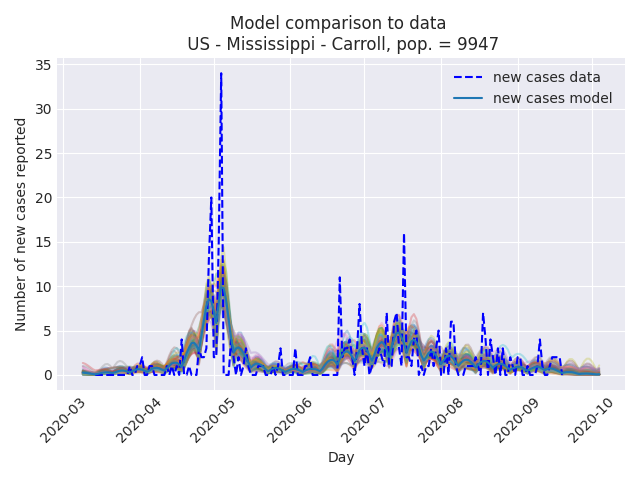 Model comparison to data
US - Mississippi - Carroll, pop. = 9947
new cases data
new cases model
Number of new cases reported
35
30
25
20
15
10
5
0
2020-03
2020-04
2020-05
2020-06
2020-07
2020-08
2020-09
2020-10
Day